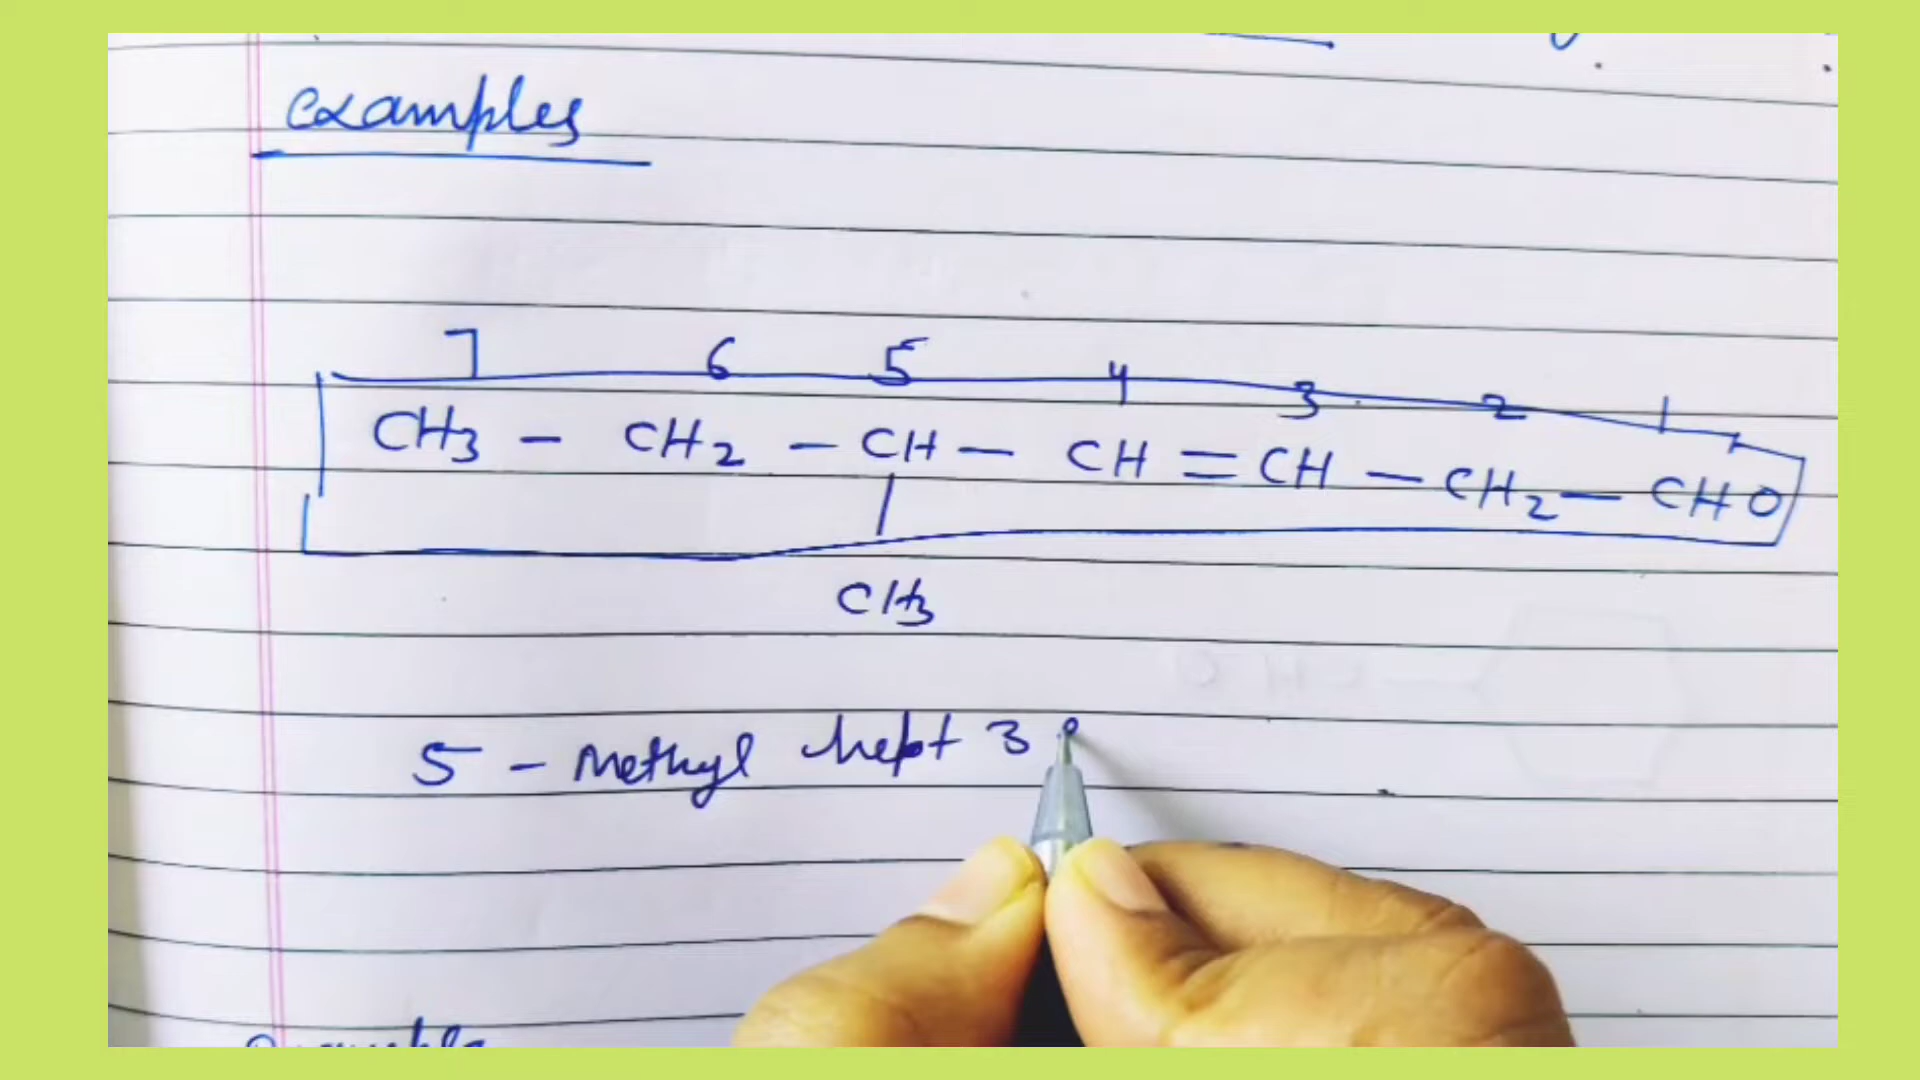 examples
7 6 5 4 3 2 1
CH3 - CH2 - CH - CH = CH - CH2 - CHO
|
CH3
5 - Methyl hept 3 e